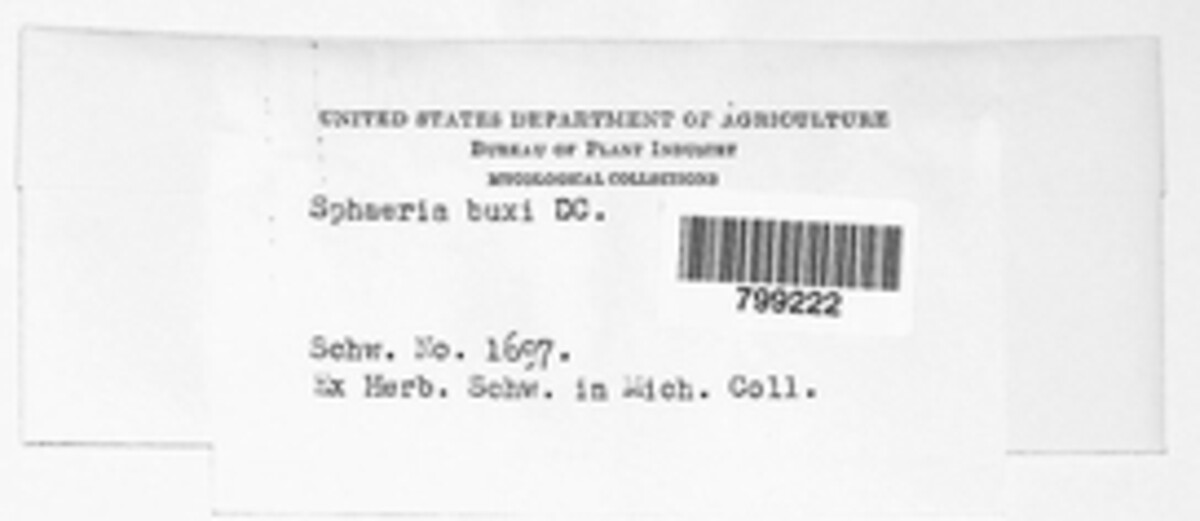 UNITED STATES DEPARTMENT OF AGRICULTURE
BUREAU OF PLANT INDUSTRY
MYCOLOGICAL COLLECTIONS
Sphaeria buxi DC.
799222
Schw. No. 1697.
Ex Herb. Schw. in Mich. Coll.